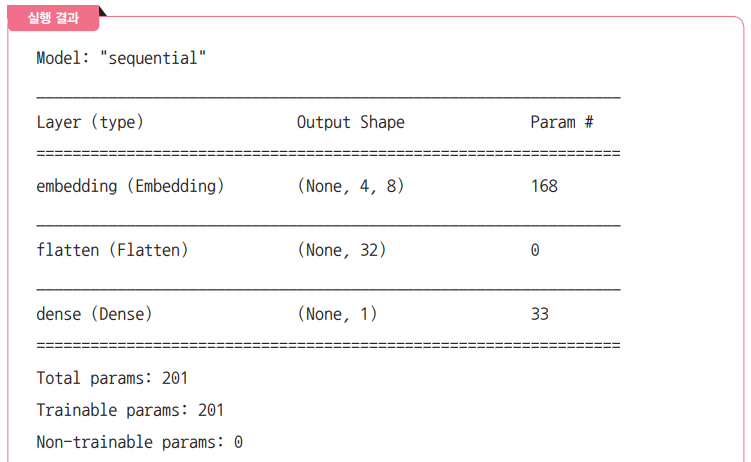 실행 결과
Model: "sequential"
_________________________________________________________________
Layer (type)                 Output Shape              Param #
=================================================================
embedding (Embedding)        (None, 4, 8)              168
_________________________________________________________________
flatten (Flatten)            (None, 32)                0
_________________________________________________________________
dense (Dense)                (None, 1)                 33
=================================================================
Total params: 201
Trainable params: 201
Non-trainable params: 0